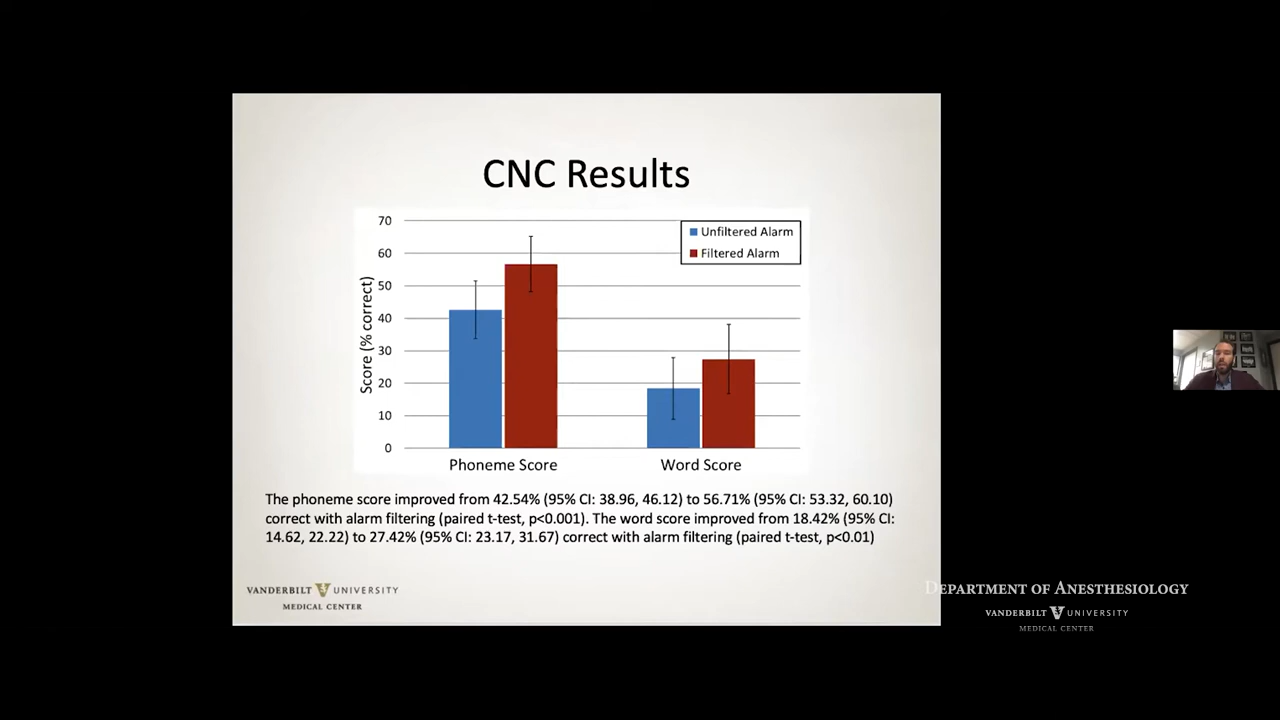 CNC Results
70
60
50
40
30
20
10
0
Score (% correct)
Unfiltered Alarm
Filtered Alarm
Phoneme Score
Word Score
The phoneme score improved from 42.54% (95% CI: 38.96, 46.12) to 56.71% (95% CI: 53.32, 60.10)
correct with alarm filtering (paired t-test, p<0.001). The word score improved from 18.42% (95% CI:
14.62, 22.22) to 27.42% (95% CI: 23.17, 31.67) correct with alarm filtering (paired t-test, p<0.01)
VANDERBILT V UNIVERSITY
MEDICAL CENTER
DEPARTMENT OF ANESTHESIOLOGY
VANDERBILT V UNIVERSITY
MEDICAL CENTER